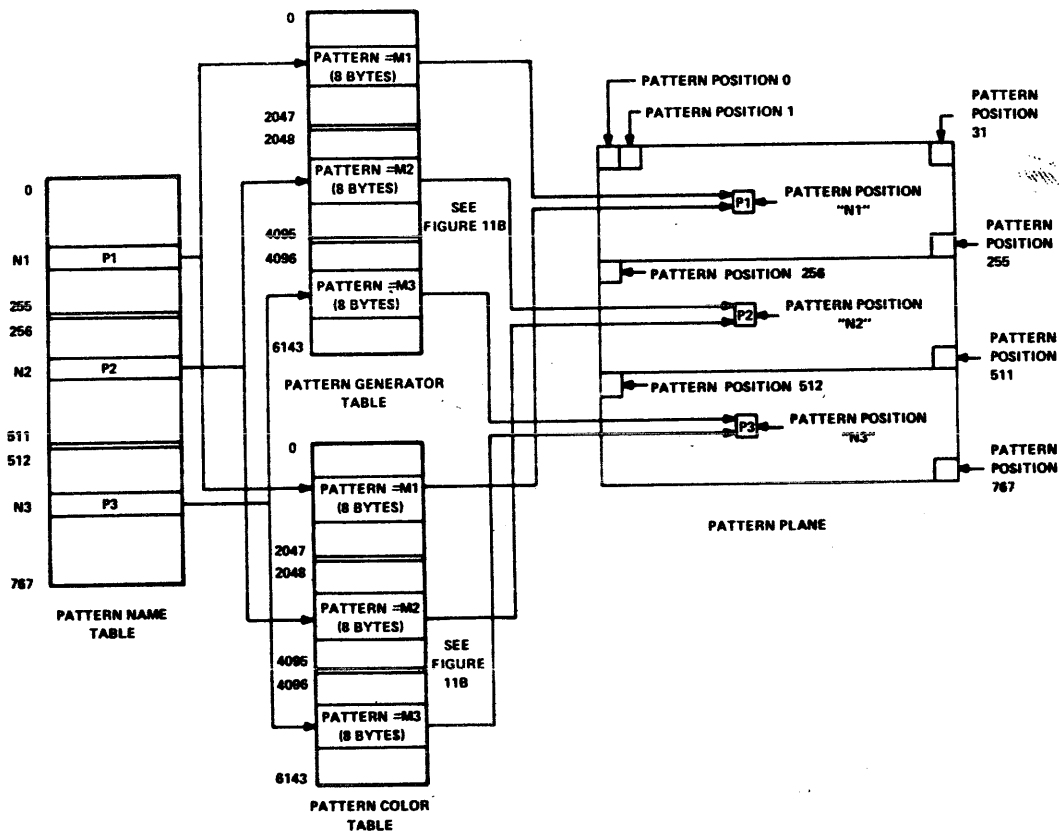 0
PATTERN =M1
(8 BYTES)
2047
2048
PATTERN =M2
(8 BYTES)
4095
4096
PATTERN =M3
(8 BYTES)
6143
PATTERN GENERATOR
TABLE
SEE
FIGURE 11B
0
N1
P1
255
256
N2
P2
511
512
N3
P3
767
PATTERN NAME
TABLE
0
PATTERN =M1
(8 BYTES)
2047
2048
PATTERN =M2
(8 BYTES)
4095
4096
PATTERN =M3
(8 BYTES)
6143
PATTERN COLOR
TABLE
SEE
FIGURE
11B
PATTERN POSITION 0
PATTERN POSITION 1
PATTERN
POSITION
31
P1
PATTERN POSITION
"N1"
PATTERN
POSITION
255
PATTERN POSITION 256
P2
PATTERN POSITION
"N2"
PATTERN
POSITION
511
PATTERN POSITION 512
P3
PATTERN POSITION
"N3"
PATTERN
POSITION
767
PATTERN PLANE